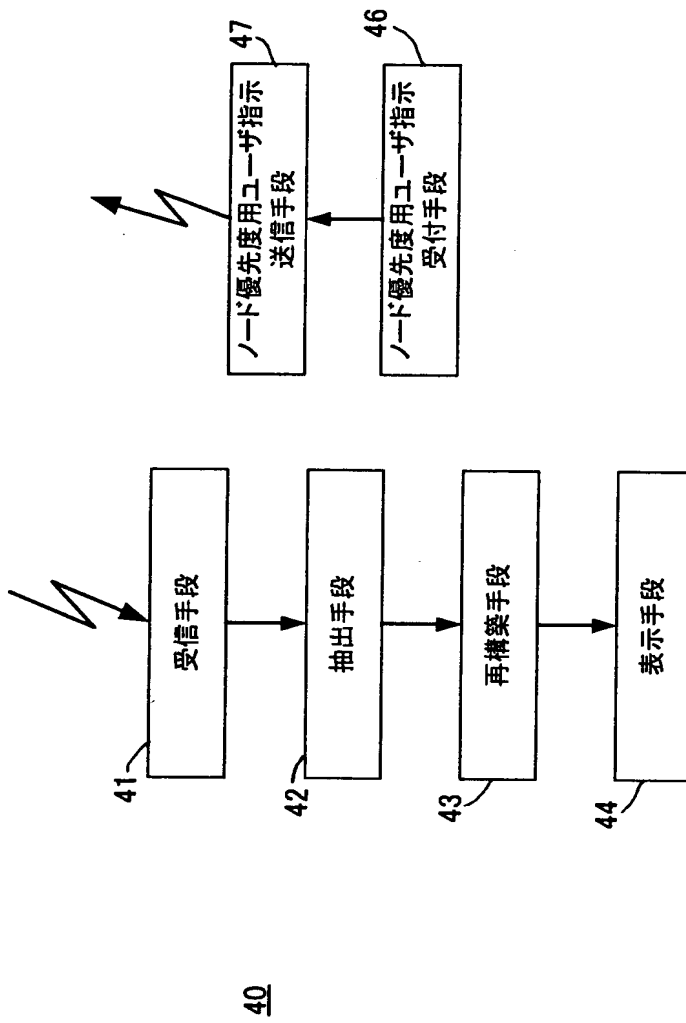 40
41
受信手段
42
抽出手段
43
再構築手段
44
表示手段
47
ノード優先度用ユーザ指示
送信手段
46
ノード優先度用ユーザ指示
受付手段